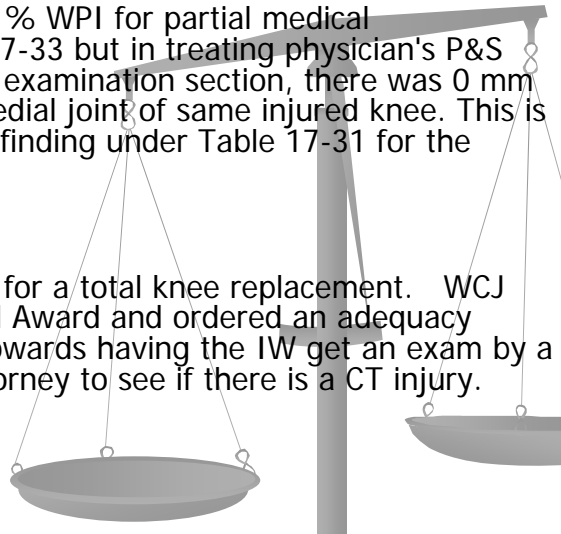 % WPI for partial medical
7-33 but in treating physician's P&S
examination section, there was 0 mm
edial joint of same injured knee. This is
finding under Table 17-31 for the
for a total knee replacement. WCJ
Award and ordered an adequacy
owards having the IW get an exam by a
orney to see if there is a CT injury.